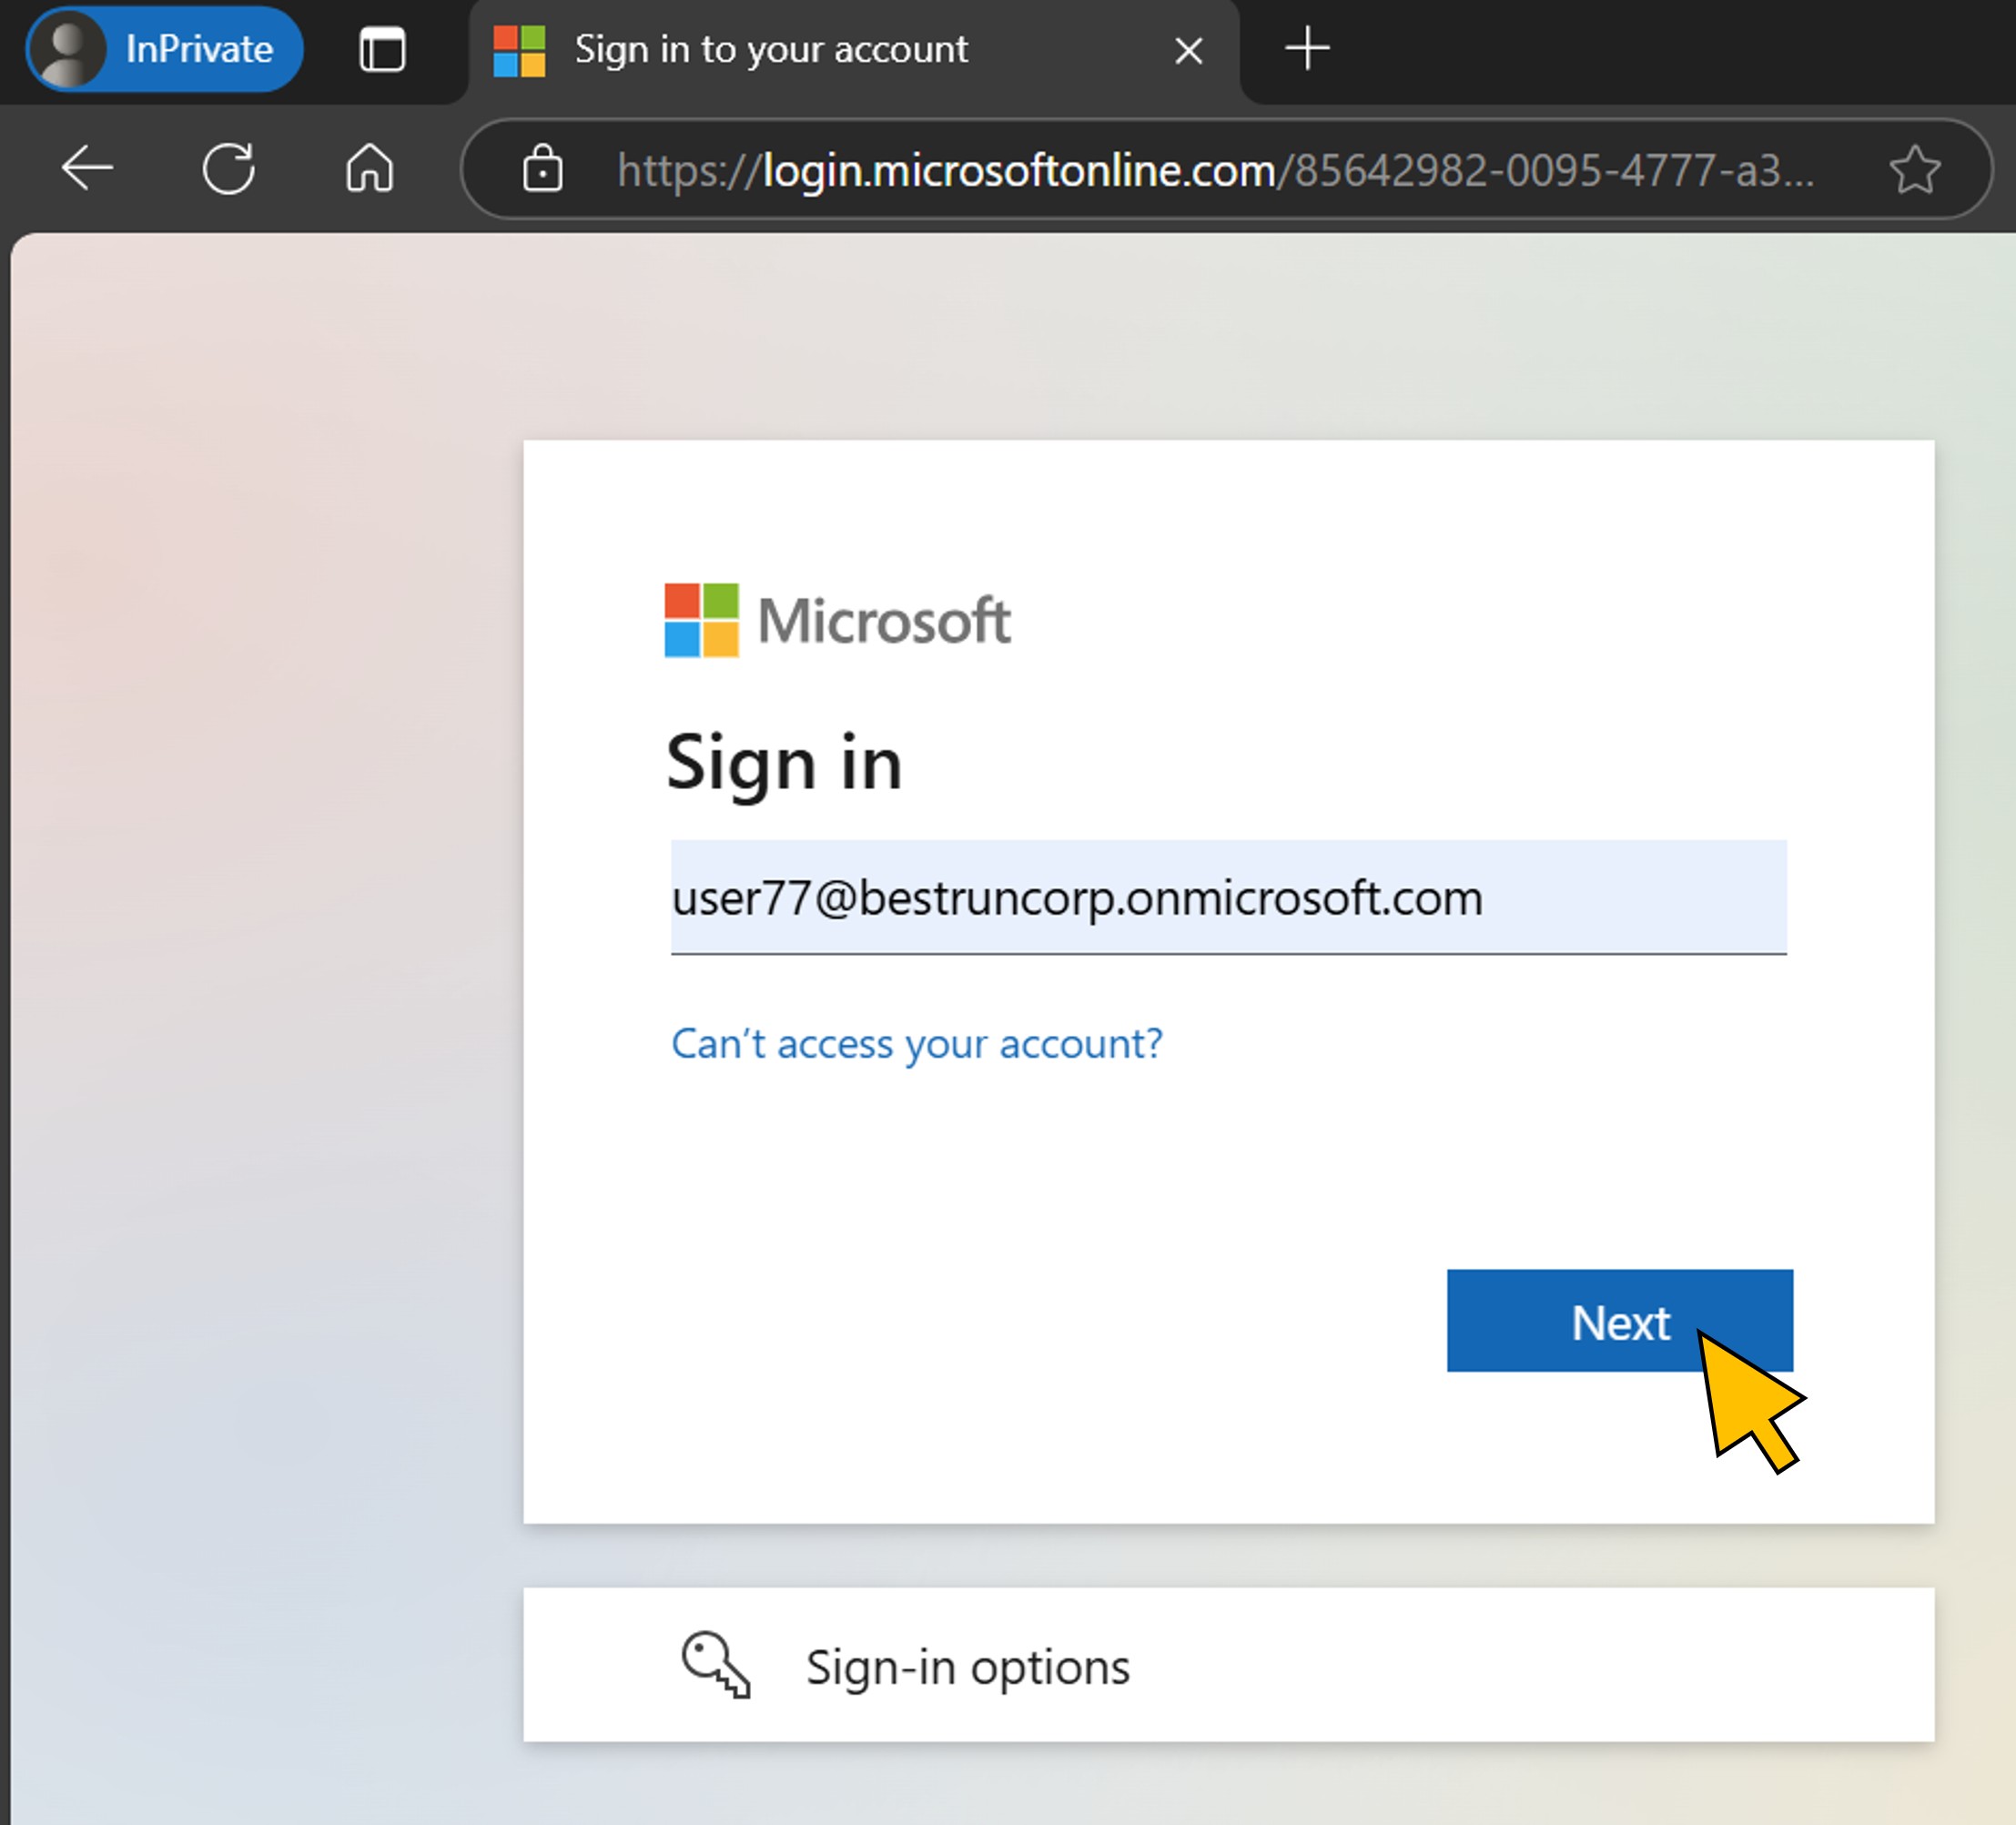 InPrivate
Sign in to your account
https://login.microsoftonline.com/85642982-0095-4777-a3...
Microsoft
Sign in
user77@bestruncorp.onmicrosoft.com
Can't access your account?
Next
Sign-in options